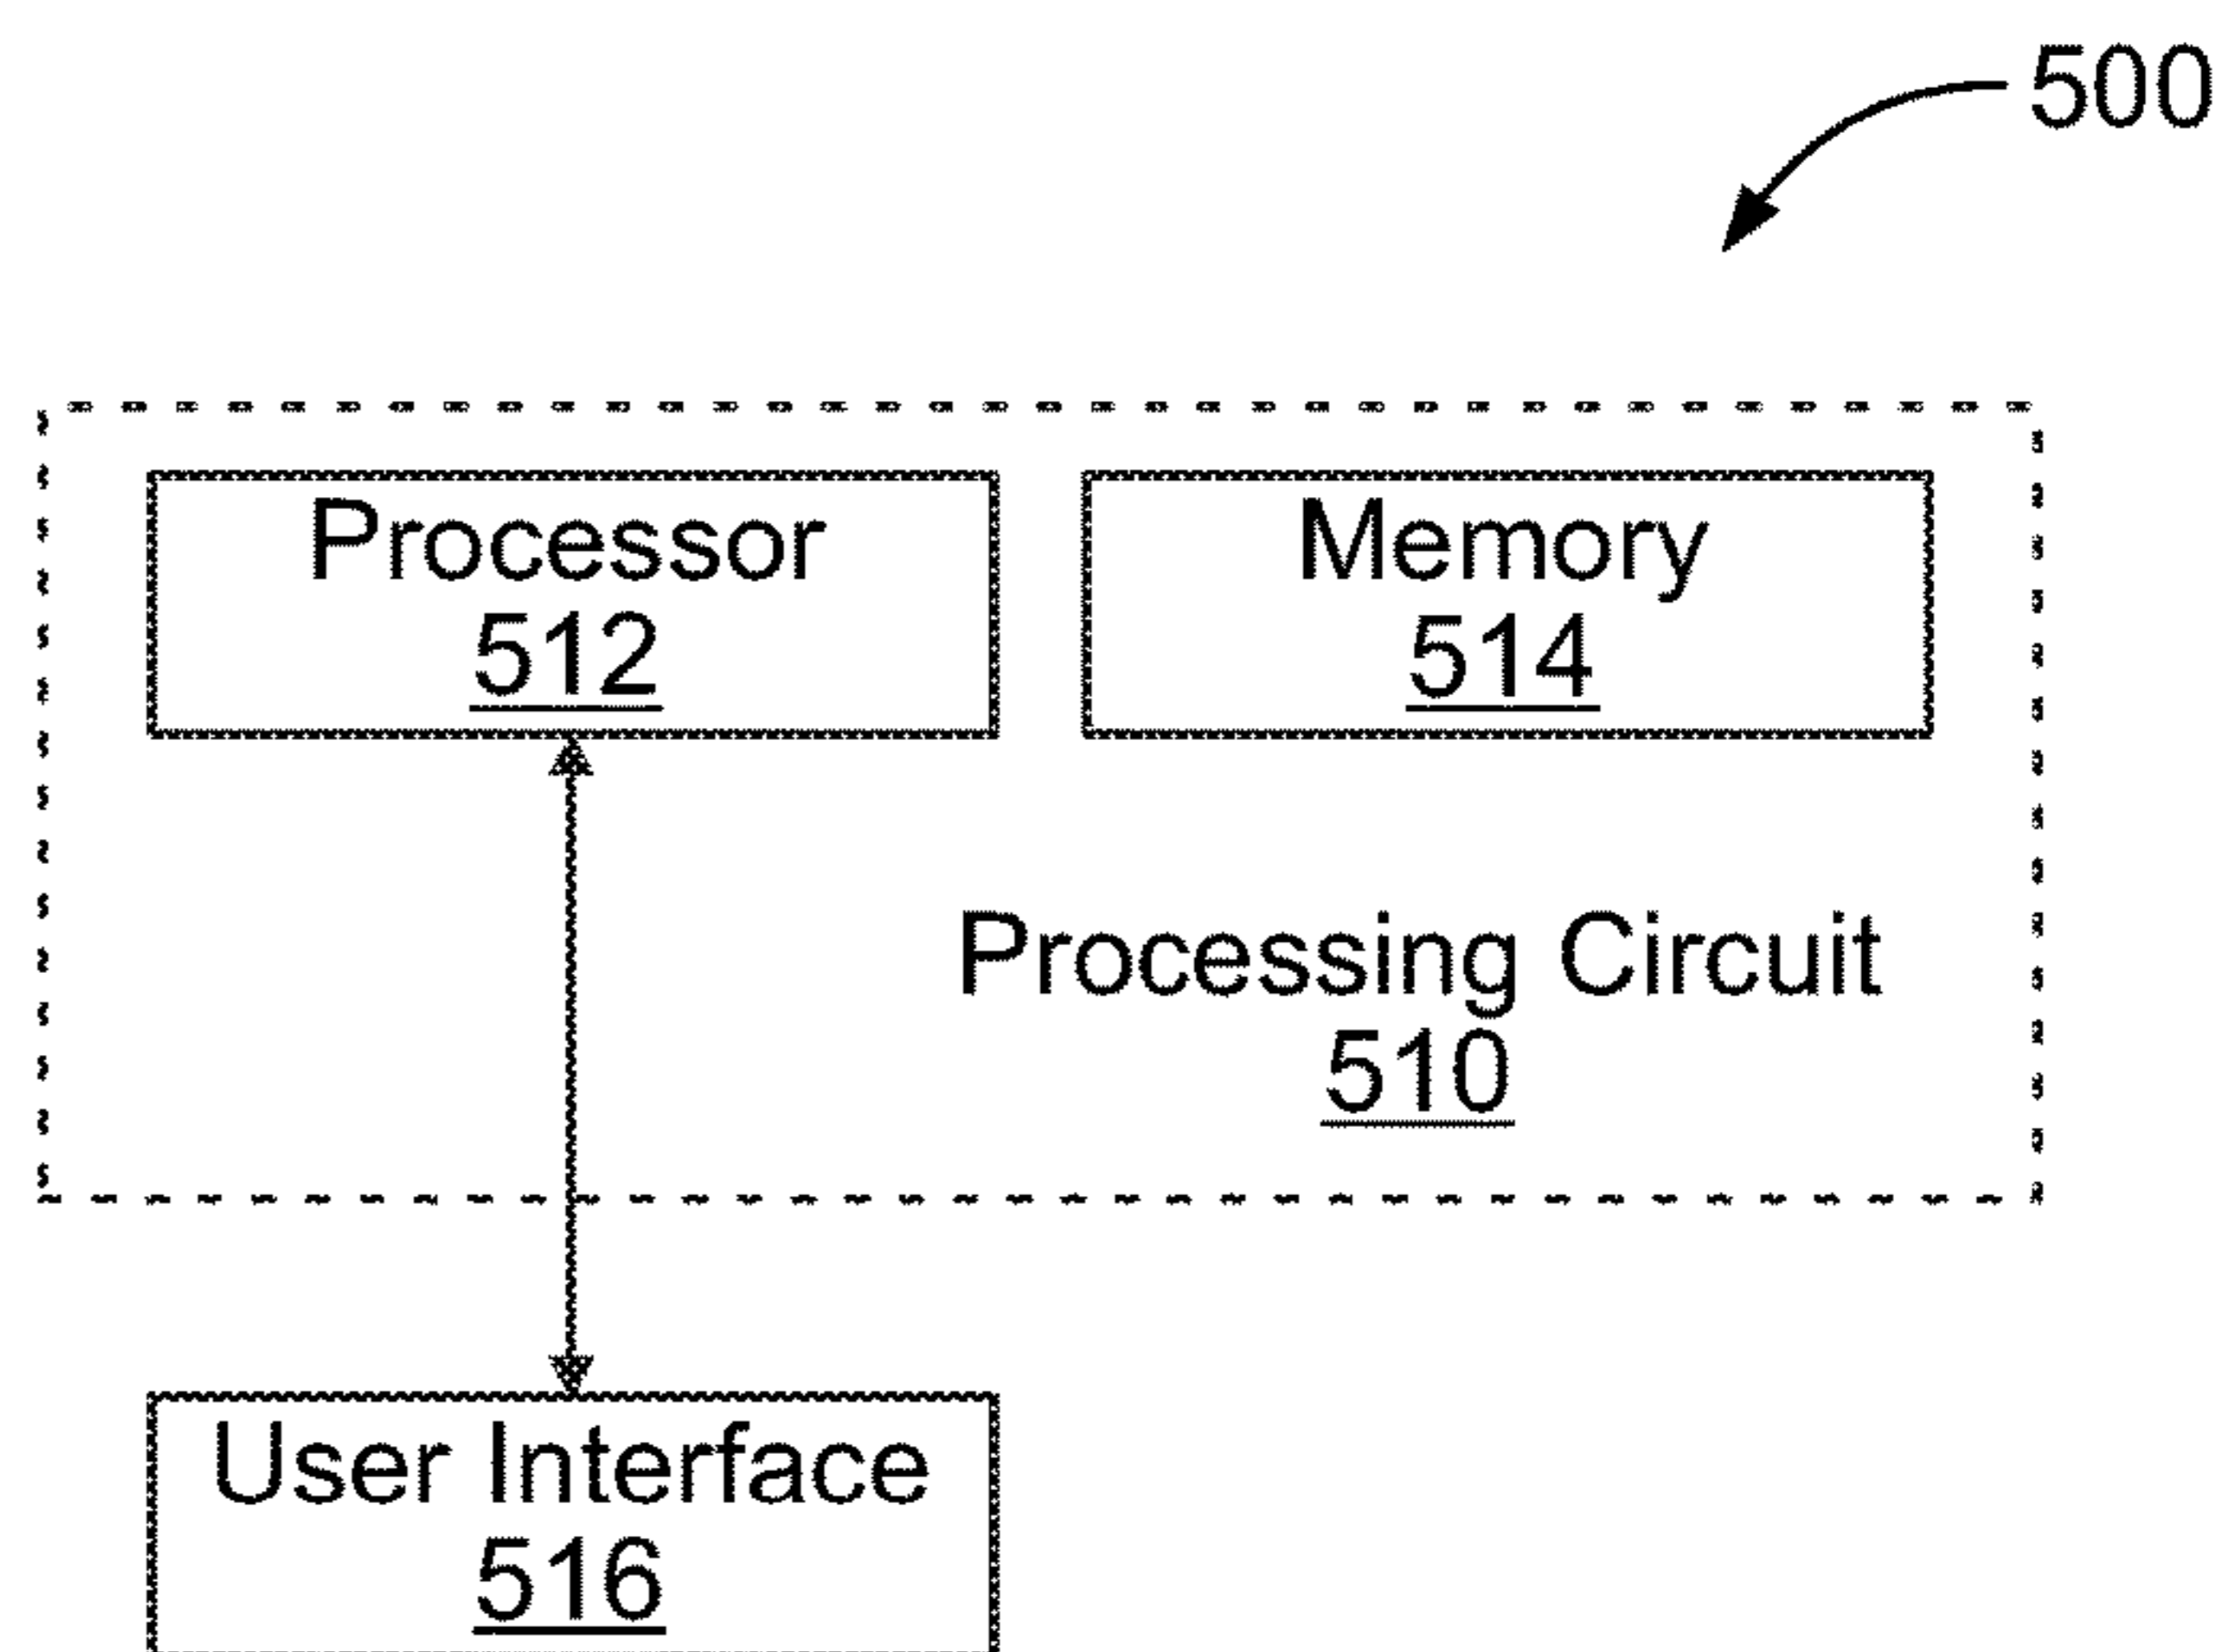 500
Processor
512
Memory
514
Processing Circuit
510
User Interface
516